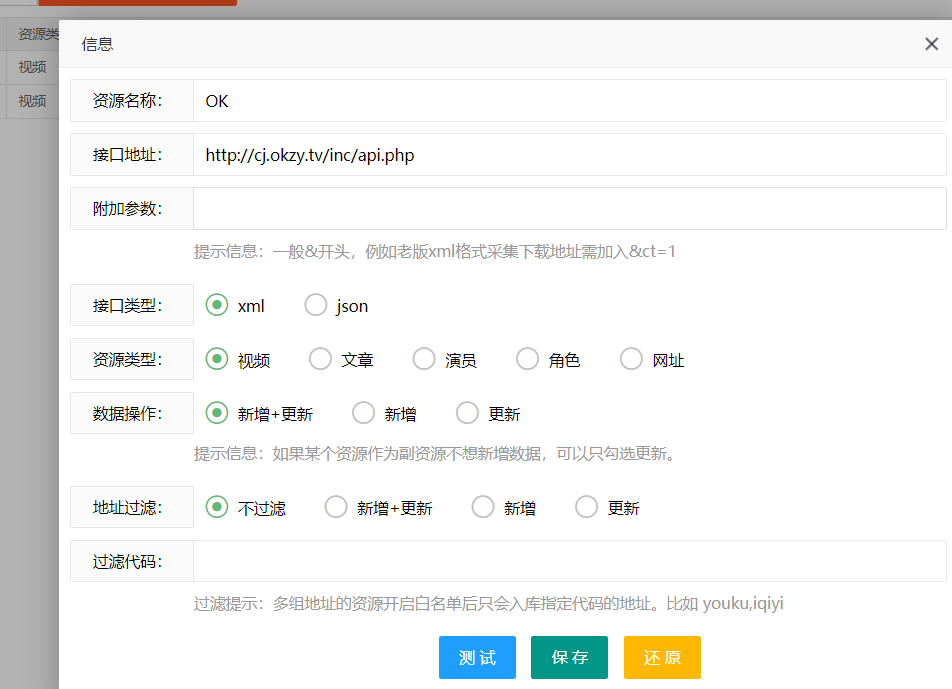 资源类
视频
视频
信息
资源名称： OK
接口地址： http://cj.okzy.tv/inc/api.php
附加参数：
提示信息：一般&开头，例如老版xml格式采集下载地址需加入&ct=1
接口类型： xml json
资源类型： 视频 文章 演员 角色 网址
数据操作： 新增+更新 新增 更新
提示信息：如果某个资源作为副资源不想新增数据，可以只勾选更新。
地址过滤： 不过滤 新增+更新 新增 更新
过滤代码：
过滤提示：多组地址的资源开启白名单后只会入库指定代码的地址。比如 youku,iqiyi
测试 保存 还原